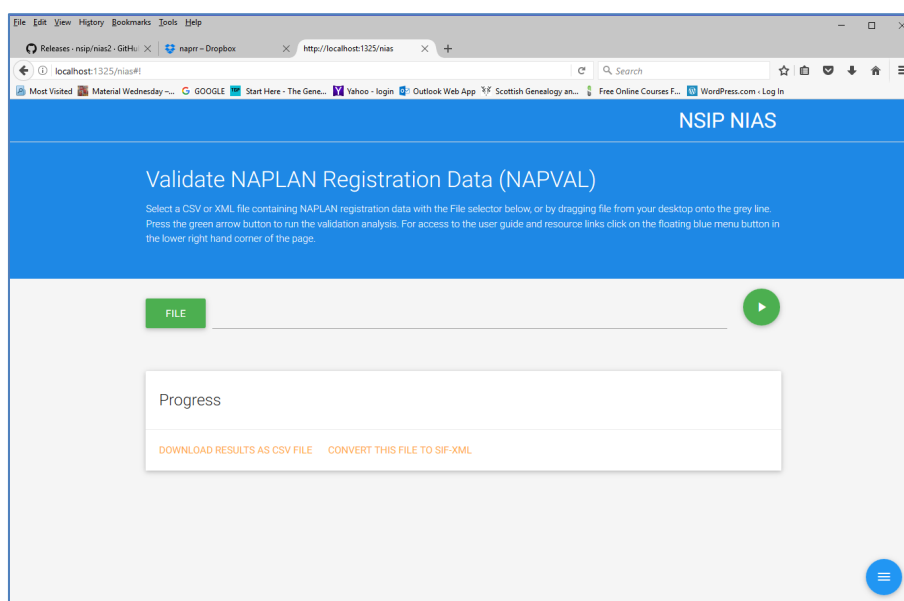 File Edit View History Bookmarks Tools Help
Releases · nsip/nias2 · GitHu
naprr – Dropbox
http://localhost:1325/nias
localhost:1325/nias#!
Search
Most Visited Material Wednesday –... GOOGLE Start Here - The Gene... Yahoo - login Outlook Web App Scottish Genealogy an... Free Online Courses F... WordPress.com ‹ Log In
NSIP NIAS
Validate NAPLAN Registration Data (NAPVAL)
Select a CSV or XML file containing NAPLAN registration data with the File selector below, or by dragging file from your desktop onto the grey line.
Press the green arrow button to run the validation analysis. For access to the user guide and resource links click on the floating blue menu button in
the lower right hand corner of the page.
FILE
Progress
DOWNLOAD RESULTS AS CSV FILE CONVERT THIS FILE TO SIF-XML